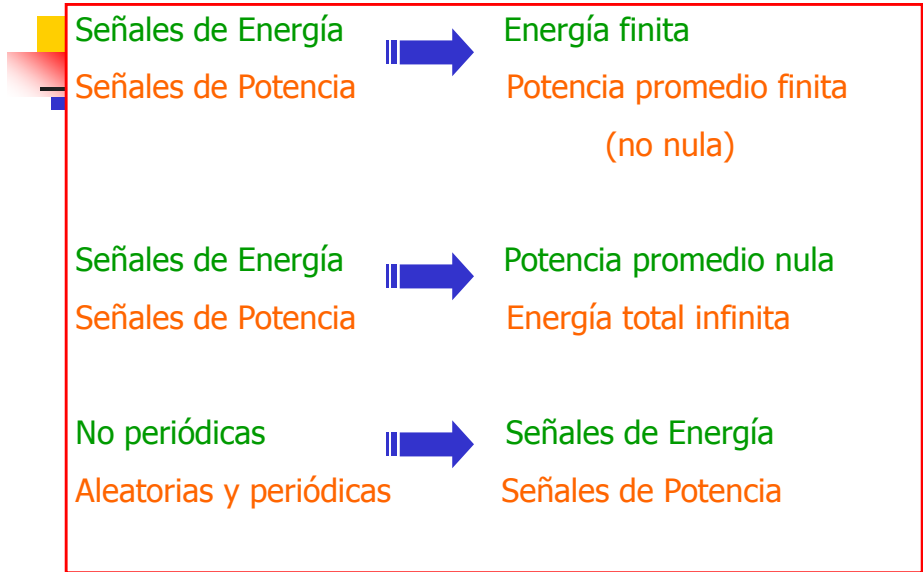 Señales de Energía Energía finita
Señales de Potencia Potencia promedio finita
(no nula)
Señales de Energía Potencia promedio nula
Señales de Potencia Energía total infinita
No periódicas Señales de Energía
Aleatorias y periódicas Señales de Potencia